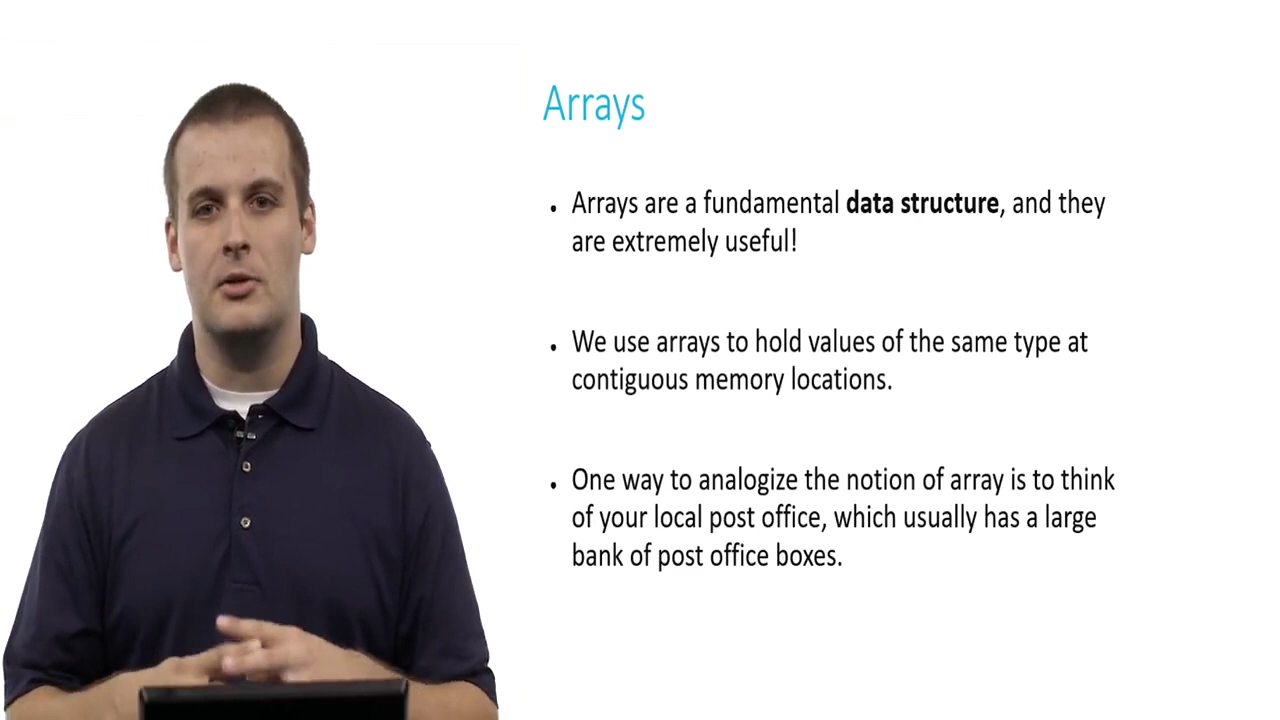 Arrays
• Arrays are a fundamental data structure, and they
are extremely useful!
• We use arrays to hold values of the same type at
contiguous memory locations.
• One way to analogize the notion of array is to think
of your local post office, which usually has a large
bank of post office boxes.